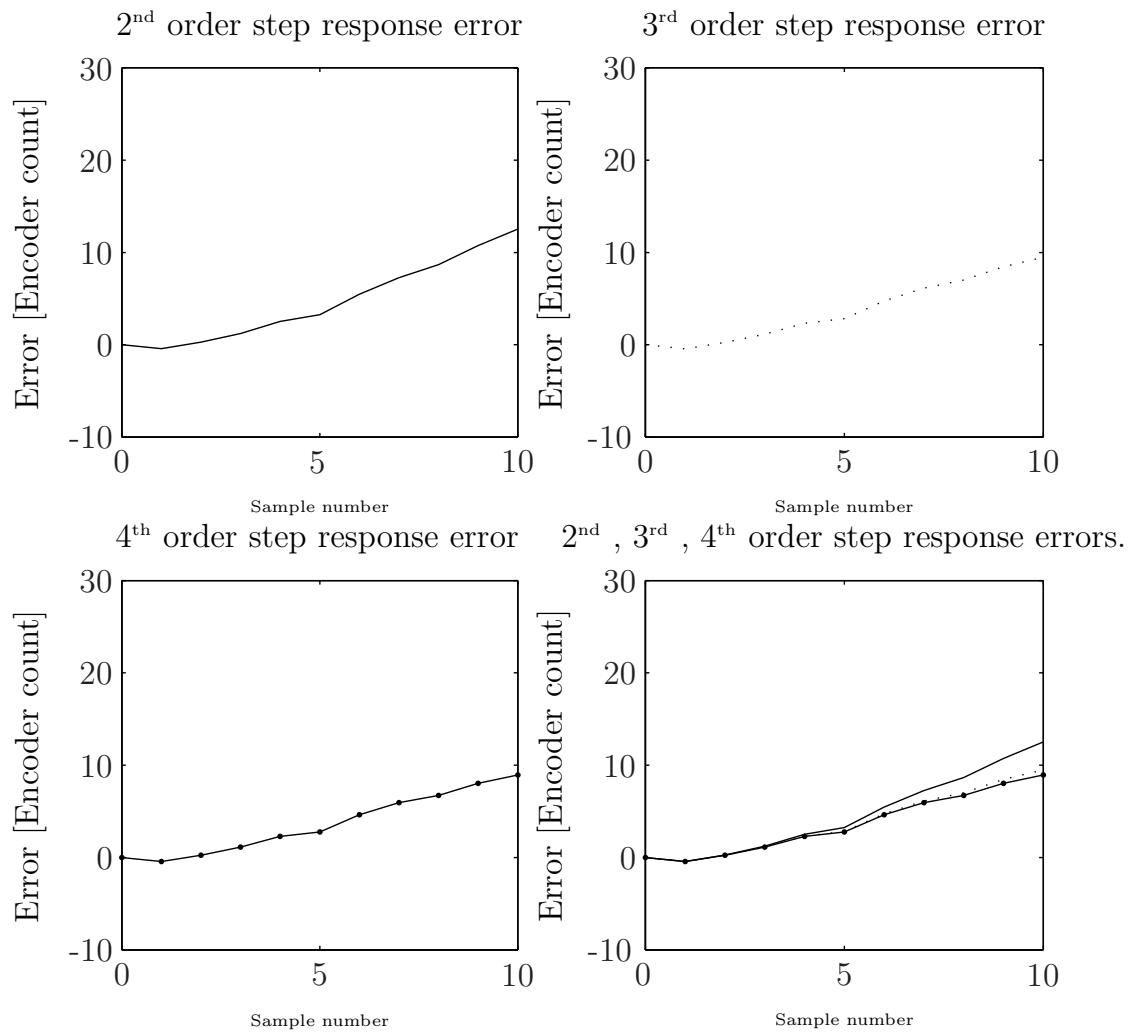 2nd order step response error
30
20
10
0
-10
Error [Encoder count]
0 5 10
Sample number
3rd order step response error
30
20
10
0
-10
Error [Encoder count]
0 5 10
4th order step response error
30
20
10
0
-10
Error [Encoder count]
0 5 10
Sample number
2nd , 3rd , 4th order step response errors.
30
20
10
0
-10
Error [Encoder count]
0 5 10
Sample number
Sample number